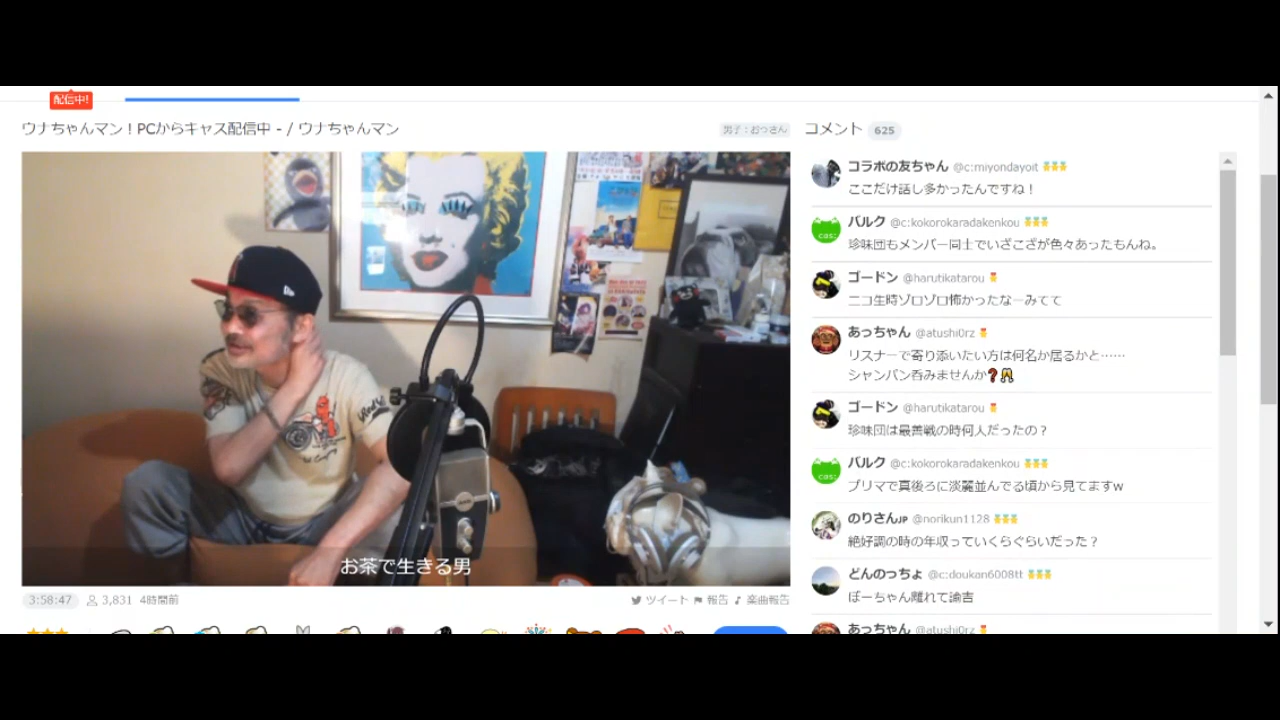 配信中!
ウナちゃんマン！PCからキャス配信中 - / ウナちゃんマン
男子：おっさん
お茶で生きる男
3:58:47 3,831 4時間前
ツイート 報告 楽曲報告
コメント 625
コラボの友ちゃん @c:miyondayoit
ここだけ話し多かったんですね！
バルク @c:kokorokaradakenkou
珍味団もメンバー同士でいざこざが色々あったもんね。
ゴードン @harutikatarou
ニコ生時ゾロゾロ怖かったなーみてて
あっちゃん @atushi0rz
リスナーで寄り添いたい方は何名か居るかと……
シャンパン呑みませんか❓🥂
ゴードン @harutikatarou
珍味団は最善戦の時何人だったの？
バルク @c:kokorokaradakenkou
プリマで真後ろに淡麗並んでる頃から見てますw
のりさんJP @norikun1128
絶好調の時の年収っていくらぐらいだった？
どんのっちょ @c:doukan6008tt
ぼーちゃん離れて諭吉
あっちゃん @atushi0rz